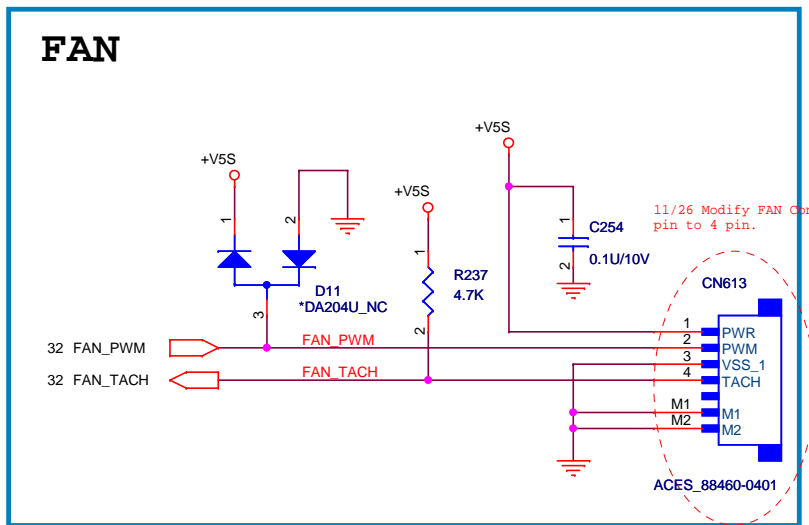 FAN
+V5S
+V5S
+V5S
1
2
3
D11
*DA204U_NC
1
R237
4.7K
2
1
C254
0.1U/10V
2
11/26 Modify FAN Con
pin to 4 pin.
CN613
32 FAN_PWM
FAN_PWM
32 FAN_TACH
FAN_TACH
1 PWR
2 PWM
3 VSS_1
4 TACH
M1 M1
M2 M2
ACES_88460-0401